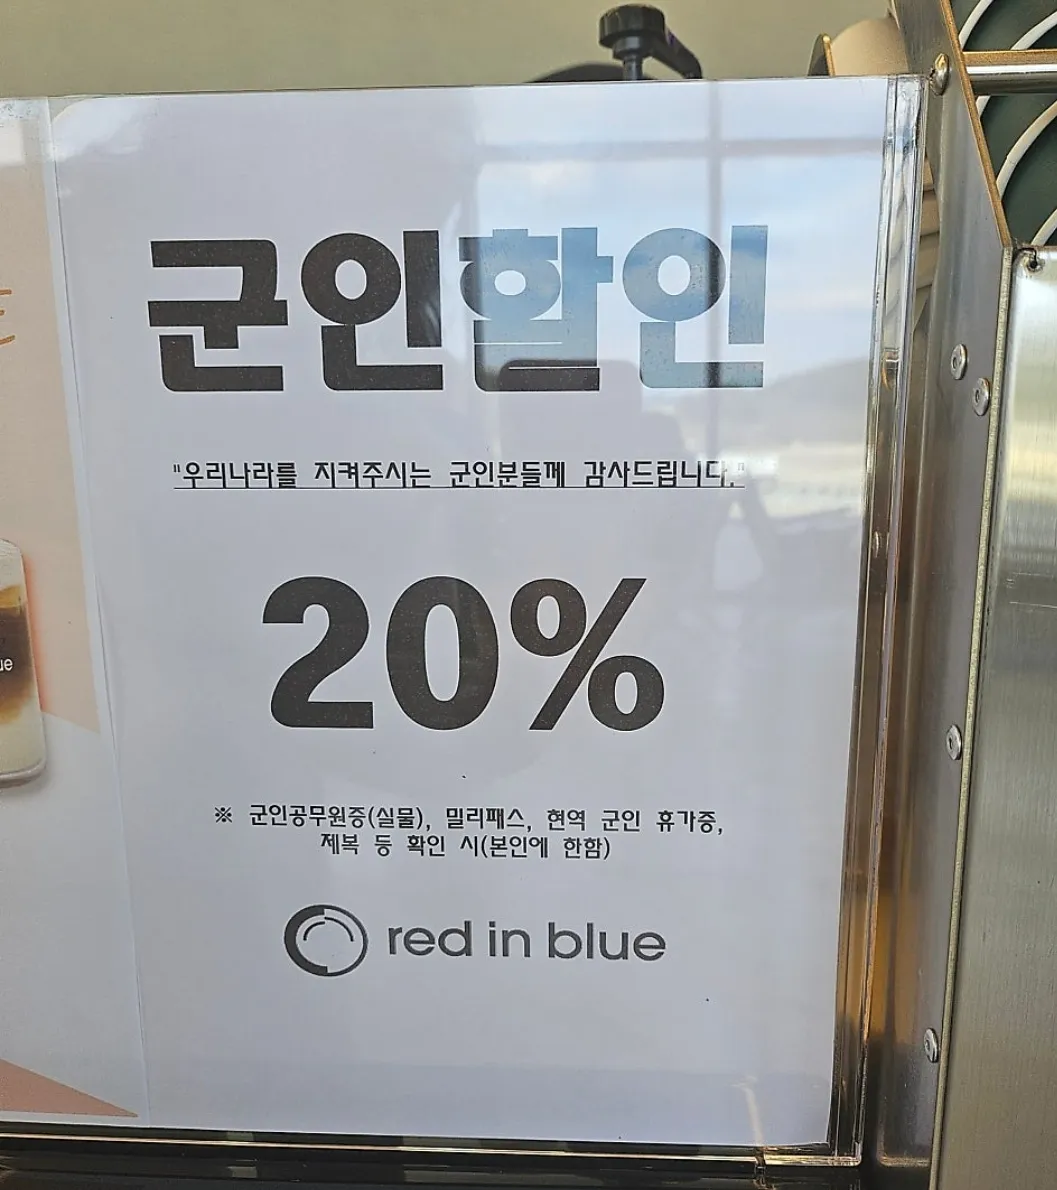 군인할인
"우리나라를 지켜주시는 군인분들께 감사드립니다."
20%
※ 군인공무원증(실물), 밀리패스, 현역 군인 휴가증,
제복 등 확인 시(본인에 한함)
red in blue
ue